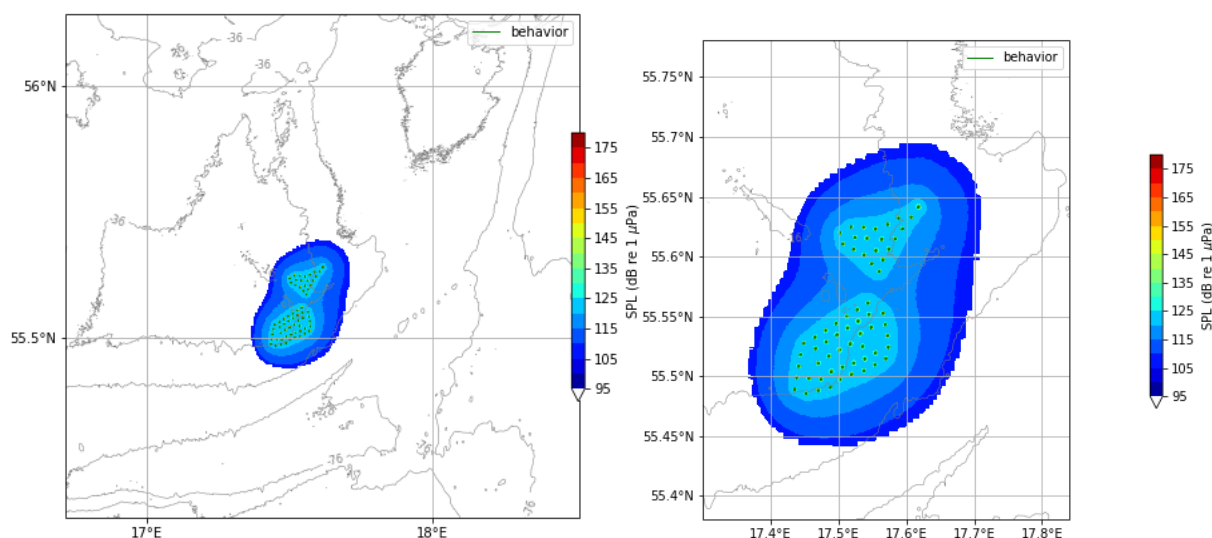 behavior
-36
-36
-36
-36
-76
-76
56°N
55.5°N
17°E
18°E
175
165
155
145
135
125
115
105
95
SPL (dB re 1 μPa)
behavior
55.75°N
55.7°N
55.65°N
55.6°N
55.55°N
55.5°N
55.45°N
55.4°N
17.4°E
17.5°E
17.6°E
17.7°E
17.8°E
175
165
155
145
135
125
115
105
95
SPL (dB re 1 μPa)